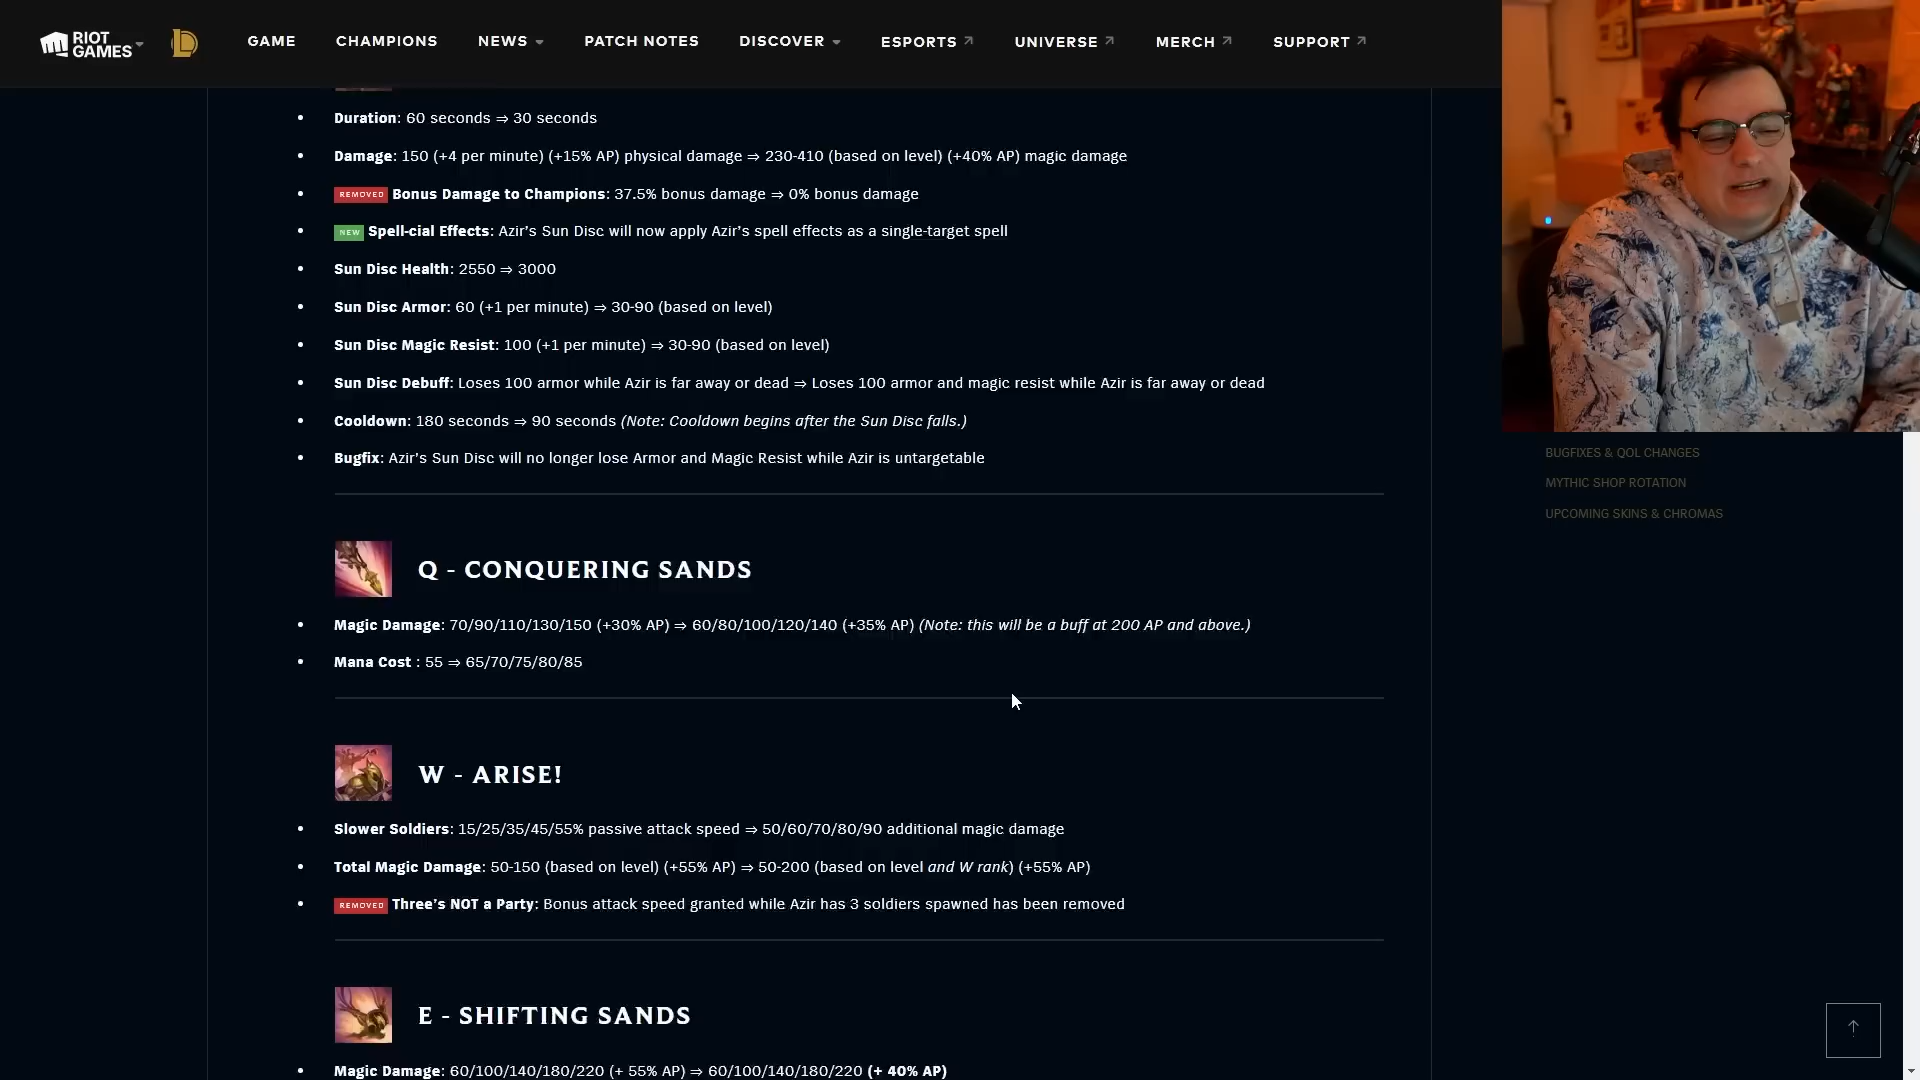 RIOT GAMES
GAME
CHAMPIONS
NEWS
PATCH NOTES
DISCOVER
ESPORTS
UNIVERSE
MERCH
SUPPORT
Duration: 60 seconds ⇒ 30 seconds
Damage: 150 (+4 per minute) (+15% AP) physical damage ⇒ 230-410 (based on level) (+40% AP) magic damage
REMOVED Bonus Damage to Champions: 37.5% bonus damage ⇒ 0% bonus damage
NEW Spell-cial Effects: Azir’s Sun Disc will now apply Azir’s spell effects as a single-target spell
Sun Disc Health: 2550 ⇒ 3000
Sun Disc Armor: 60 (+1 per minute) ⇒ 30-90 (based on level)
Sun Disc Magic Resist: 100 (+1 per minute) ⇒ 30-90 (based on level)
Sun Disc Debuff: Loses 100 armor while Azir is far away or dead ⇒ Loses 100 armor and magic resist while Azir is far away or dead
Cooldown: 180 seconds ⇒ 90 seconds (Note: Cooldown begins after the Sun Disc falls.)
Bugfix: Azir’s Sun Disc will no longer lose Armor and Magic Resist while Azir is untargetable
Q - CONQUERING SANDS
Magic Damage: 70/90/110/130/150 (+30% AP) ⇒ 60/80/100/120/140 (+35% AP) (Note: this will be a buff at 200 AP and above.)
Mana Cost : 55 ⇒ 65/70/75/80/85
W - ARISE!
Slower Soldiers: 15/25/35/45/55% passive attack speed ⇒ 50/60/70/80/90 additional magic damage
Total Magic Damage: 50-150 (based on level) (+55% AP) ⇒ 50-200 (based on level and W rank) (+55% AP)
REMOVED Three’s NOT a Party: Bonus attack speed granted while Azir has 3 soldiers spawned has been removed
E - SHIFTING SANDS
Magic Damage: 60/100/140/180/220 (+ 55% AP) ⇒ 60/100/140/180/220 (+ 40% AP)
BUGFIXES & QOL CHANGES
MYTHIC SHOP ROTATION
UPCOMING SKINS & CHROMAS